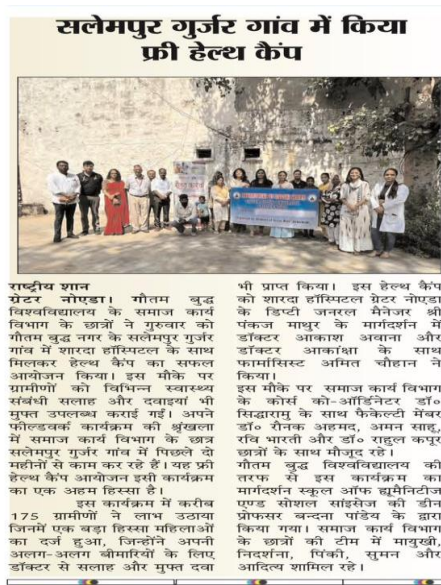 सलेमपुर गुर्जर गांव में किया
फ्री हेल्थ कैंप
राष्ट्रीय शान
ग्रेटर नोएडा। गौतम बुद्ध
विश्वविद्यालय के समाज कार्य
विभाग के छात्रों ने गुरुवार को
गौतम बुद्ध नगर के सलेमपुर गुर्जर
गांव में शारदा हॉस्पिटल के साथ
मिलकर हेल्थ कैंप का सफल
आयोजन किया। इस मौके पर
ग्रामीणों को विभिन्न स्वास्थ्य
संबंधी सलाह और दवाइयां भी
मुफ्त उपलब्ध कराई गईं। अपने
फील्डवर्क कार्यक्रम की श्रृंखला
में समाज कार्य विभाग के छात्र
सलेमपुर गुर्जर गांव में पिछले दो
महीनों से काम कर रहे हैं। यह फ्री
हेल्थ कैंप आयोजन इसी कार्यक्रम
का एक अहम हिस्सा है।
इस कार्यक्रम में करीब
175 ग्रामीणों ने लाभ उठाया
जिनमें एक बड़ा हिस्सा महिलाओं
का दर्ज हुआ, जिन्होंने अपनी
अलग-अलग बीमारियों के लिए
डॉक्टर से सलाह और मुफ्त दवा
भी प्राप्त किया। इस हेल्थ कैंप
को शारदा हॉस्पिटल ग्रेटर नोएडा
के डिप्टी जनरल मैनेजर श्री
पंकज माथुर के मार्गदर्शन में
डॉक्टर आकाश अवाना और
डॉक्टर आकांक्षा के साथ
फार्मासिस्ट अमित चौहान ने
किया।
इस मौके पर समाज कार्य विभाग
के कोर्स को-ऑर्डिनेटर डॉ०
सिद्धारामु के साथ फैकेल्टी मेंबर
डॉ० रौनक अहमद, अमन साहू,
रवि भारती और डॉ० राहुल कपूर
छात्रों के साथ मौजूद रहे।
गौतम बुद्ध विश्वविद्यालय की
तरफ से इस कार्यक्रम का
मार्गदर्शन स्कूल ऑफ ह्यूमैनिटीज
एण्ड सोशल साइंसेज की डीन
प्रोफसर बन्दना पांडेय के द्वारा
किया गया। समाज कार्य विभाग
के छात्रों की टीम में मायुखी,
निदर्शना, पिंकी, सुमन और
आदित्य शामिल रहे।